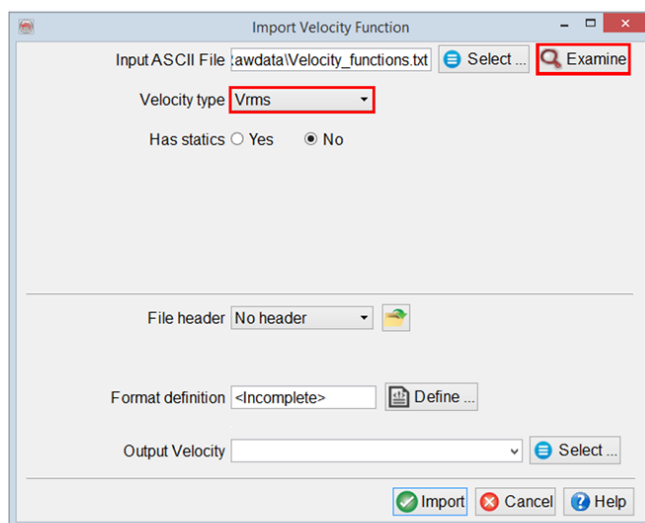 Import Velocity Function
Input ASCII File :awdata\Velocity_functions.txt Select ... Examine
Velocity type Vrms
Has statics Yes No
File header No header
Format definition <Incomplete> Define ...
Output Velocity Select ...
Import Cancel Help